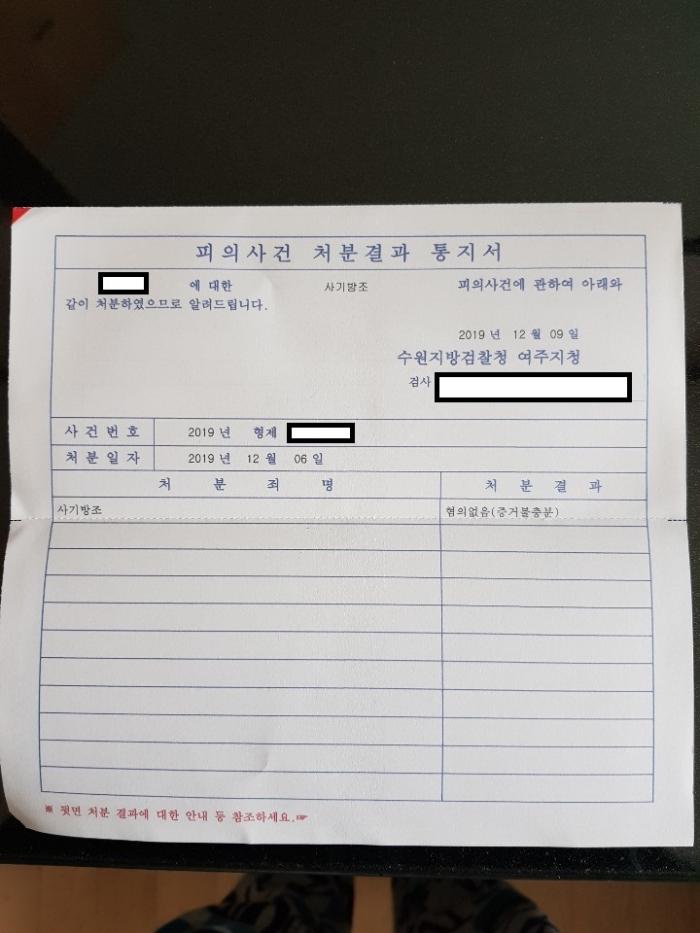 피의사건 처분결과 통지서
에 대한 사기방조 피의사건에 관하여 아래와
같이 처분하였으므로 알려드립니다.
2019 년 12 월 09 일
수원지방검찰청 여주지청
검사
사건번호 2019 년 형제
처분일자 2019 년 12 월 06 일
처 분 죄 명 처 분 결 과
사기방조 혐의없음(증거불충분)
※ 뒷면 처분 결과에 대한 안내 등 참조하세요.☞